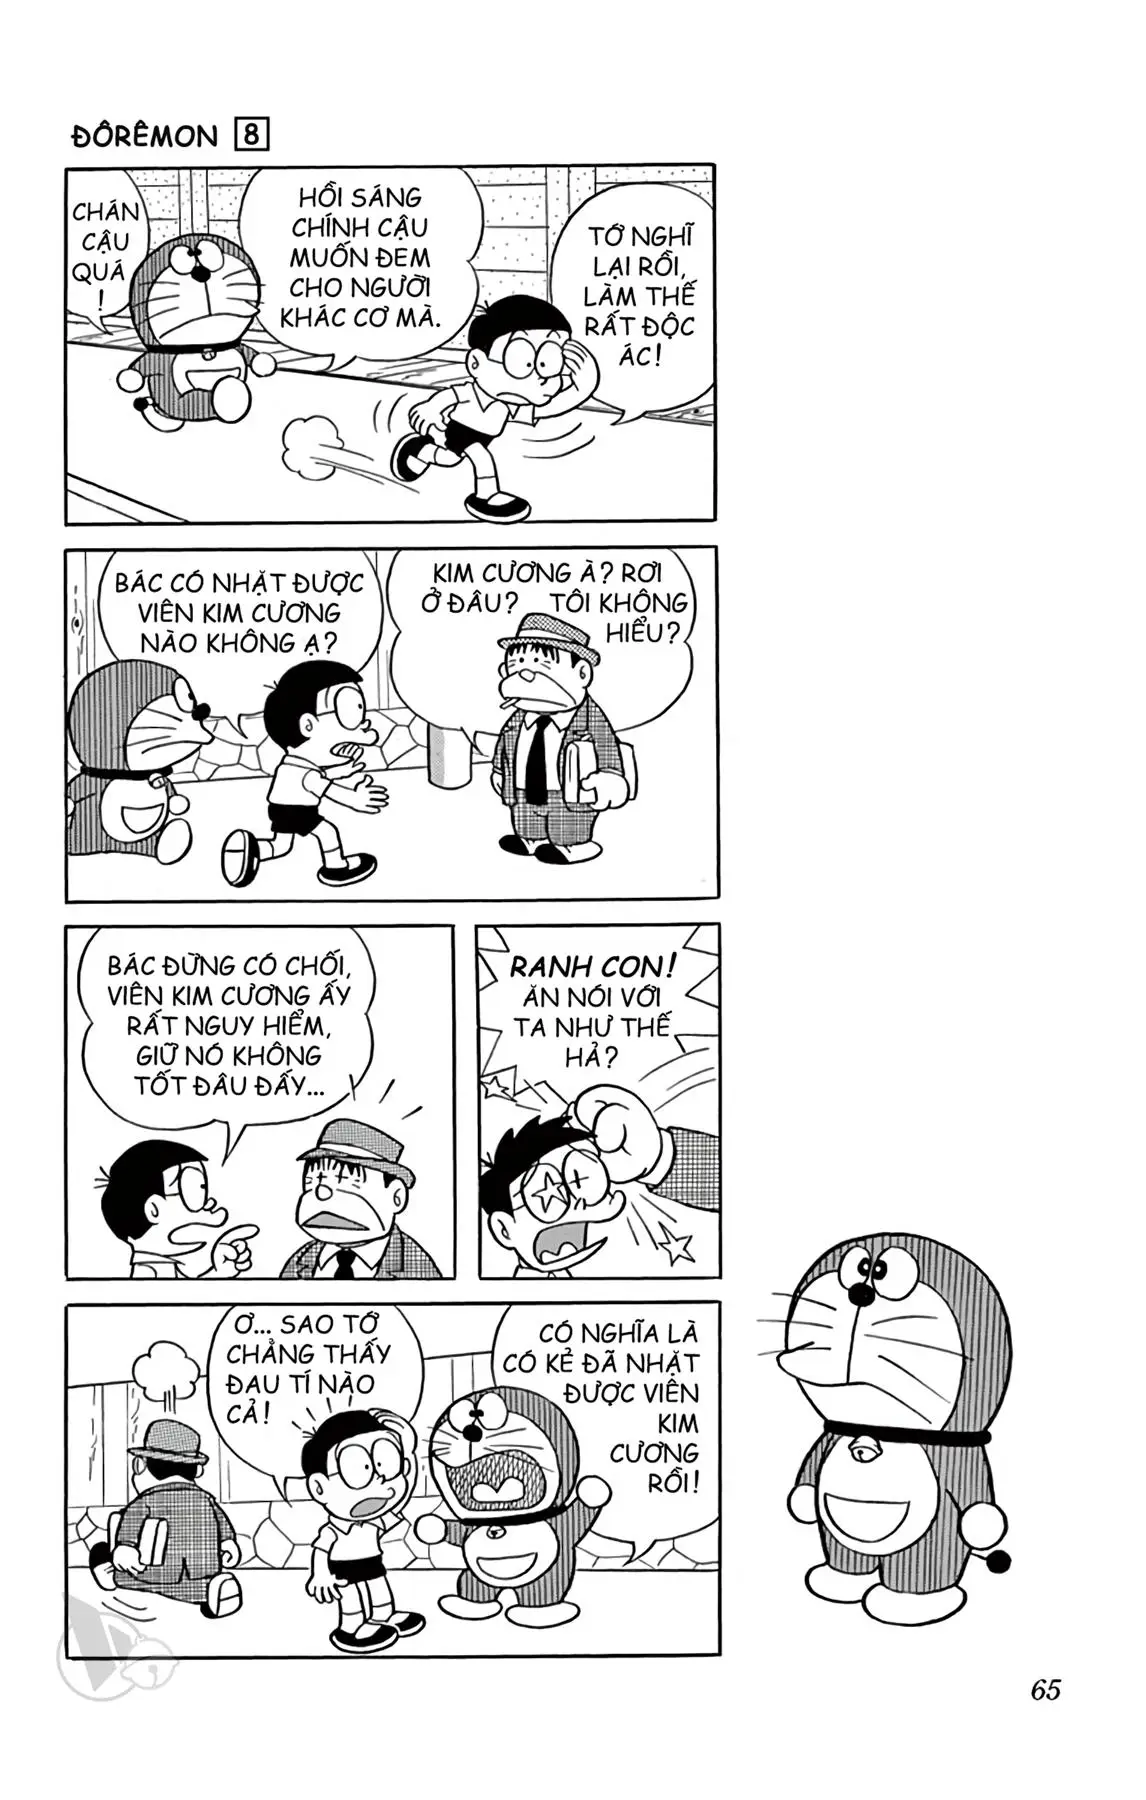 ĐÔRÊMON 8
CHÁN
CẬU
QUÁ
!
HỒI SÁNG
CHÍNH CẬU
MUỐN ĐEM
CHO NGƯỜI
KHÁC CƠ MÀ.
TỚ NGHĨ
LẠI RỒI,
LÀM THẾ
RẤT ĐỘC
ÁC!
BÁC CÓ NHẶT ĐƯỢC
VIÊN KIM CƯƠNG
NÀO KHÔNG Ạ?
KIM CƯƠNG À? RƠI
Ở ĐÂU? TÔI KHÔNG
HIỂU?
BÁC ĐỪNG CÓ CHỐI,
VIÊN KIM CƯƠNG ẤY
RẤT NGUY HIỂM,
GIỮ NÓ KHÔNG
TỐT ĐÂU ĐẤY...
RANH CON!
ĂN NÓI VỚI
TA NHƯ THẾ
HẢ?
Ơ... SAO TỚ
CHẲNG THẤY
ĐAU TÍ NÀO
CẢ!
CÓ NGHĨA LÀ
CÓ KẺ ĐÃ NHẶT
ĐƯỢC VIÊN
KIM
CƯƠNG
RỒI!
65